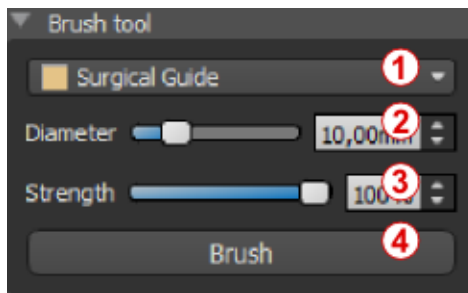 Brush tool
Surgical Guide 1
Diameter 10,00mm 2
Strength 100% 3
Brush 4